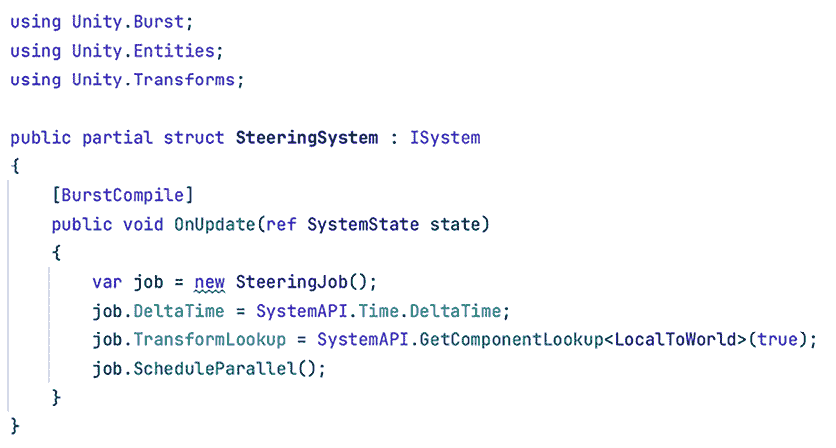 using Unity.Burst;
using Unity.Entities;
using Unity.Transforms;

public partial struct SteeringSystem : ISystem
{
    [BurstCompile]
    public void OnUpdate(ref SystemState state)
    {
        var job = new SteeringJob();
        job.DeltaTime = SystemAPI.Time.DeltaTime;
        job.TransformLookup = SystemAPI.GetComponentLookup<LocalToWorld>(true);
        job.ScheduleParallel();
    }
}